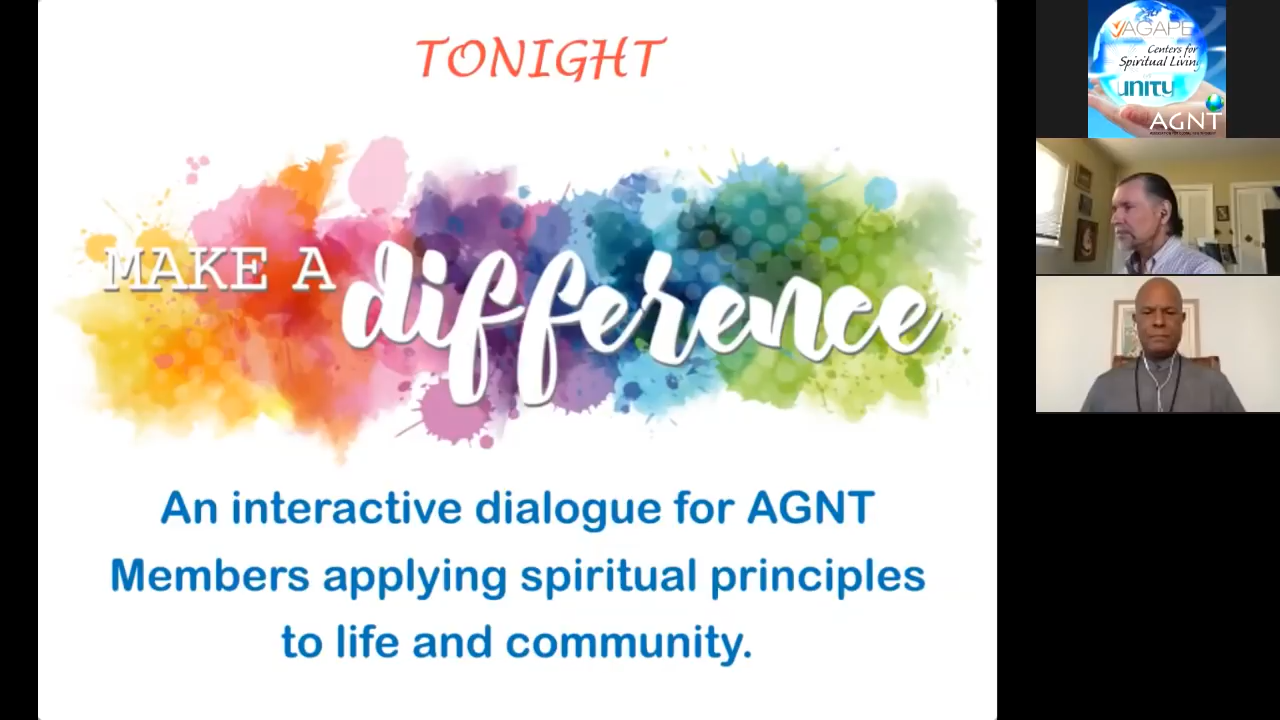 TONIGHT
MAKE A difference
An interactive dialogue for AGNT
Members applying spiritual principles
to life and community.
AGAPE
Centers for
Spiritual Living
UNITY
AGNT